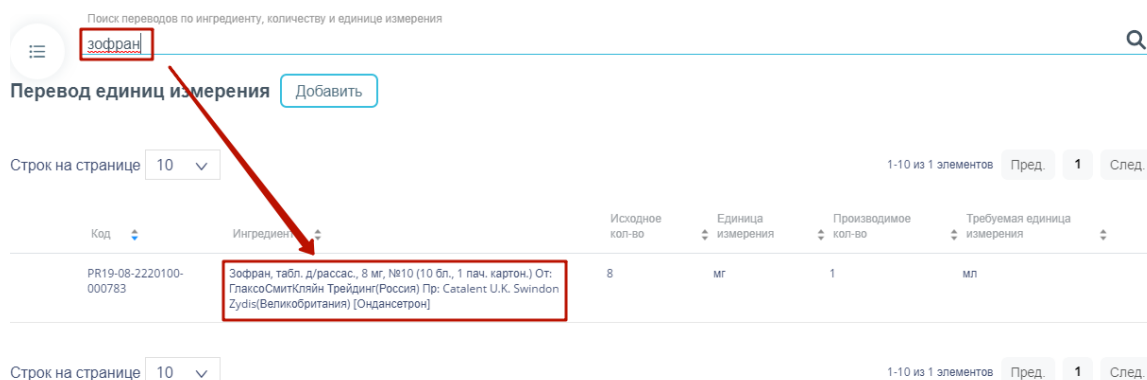 Поиск переводов по ингредиенту, количеству и единице измерения
зофран
Перевод единиц измерения Добавить
Строк на странице 10 1-10 из 1 элементов Пред. 1 След.
Код Ингредиент Исходное кол-во Единица измерения Производимое кол-во Требуемая единица измерения
PR19-08-2220100-000783 Зофран, табл. д/рассас., 8 мг, №10 (10 бл., 1 пач. картон.) От: 8 мг 1 мл
ГлаксоСмитКляйн Трейдинг(Россия) Пр: Catalent U.K. Swindon
Zydis(Великобритания) [Ондансетрон]
Строк на странице 10 1-10 из 1 элементов Пред. 1 След.